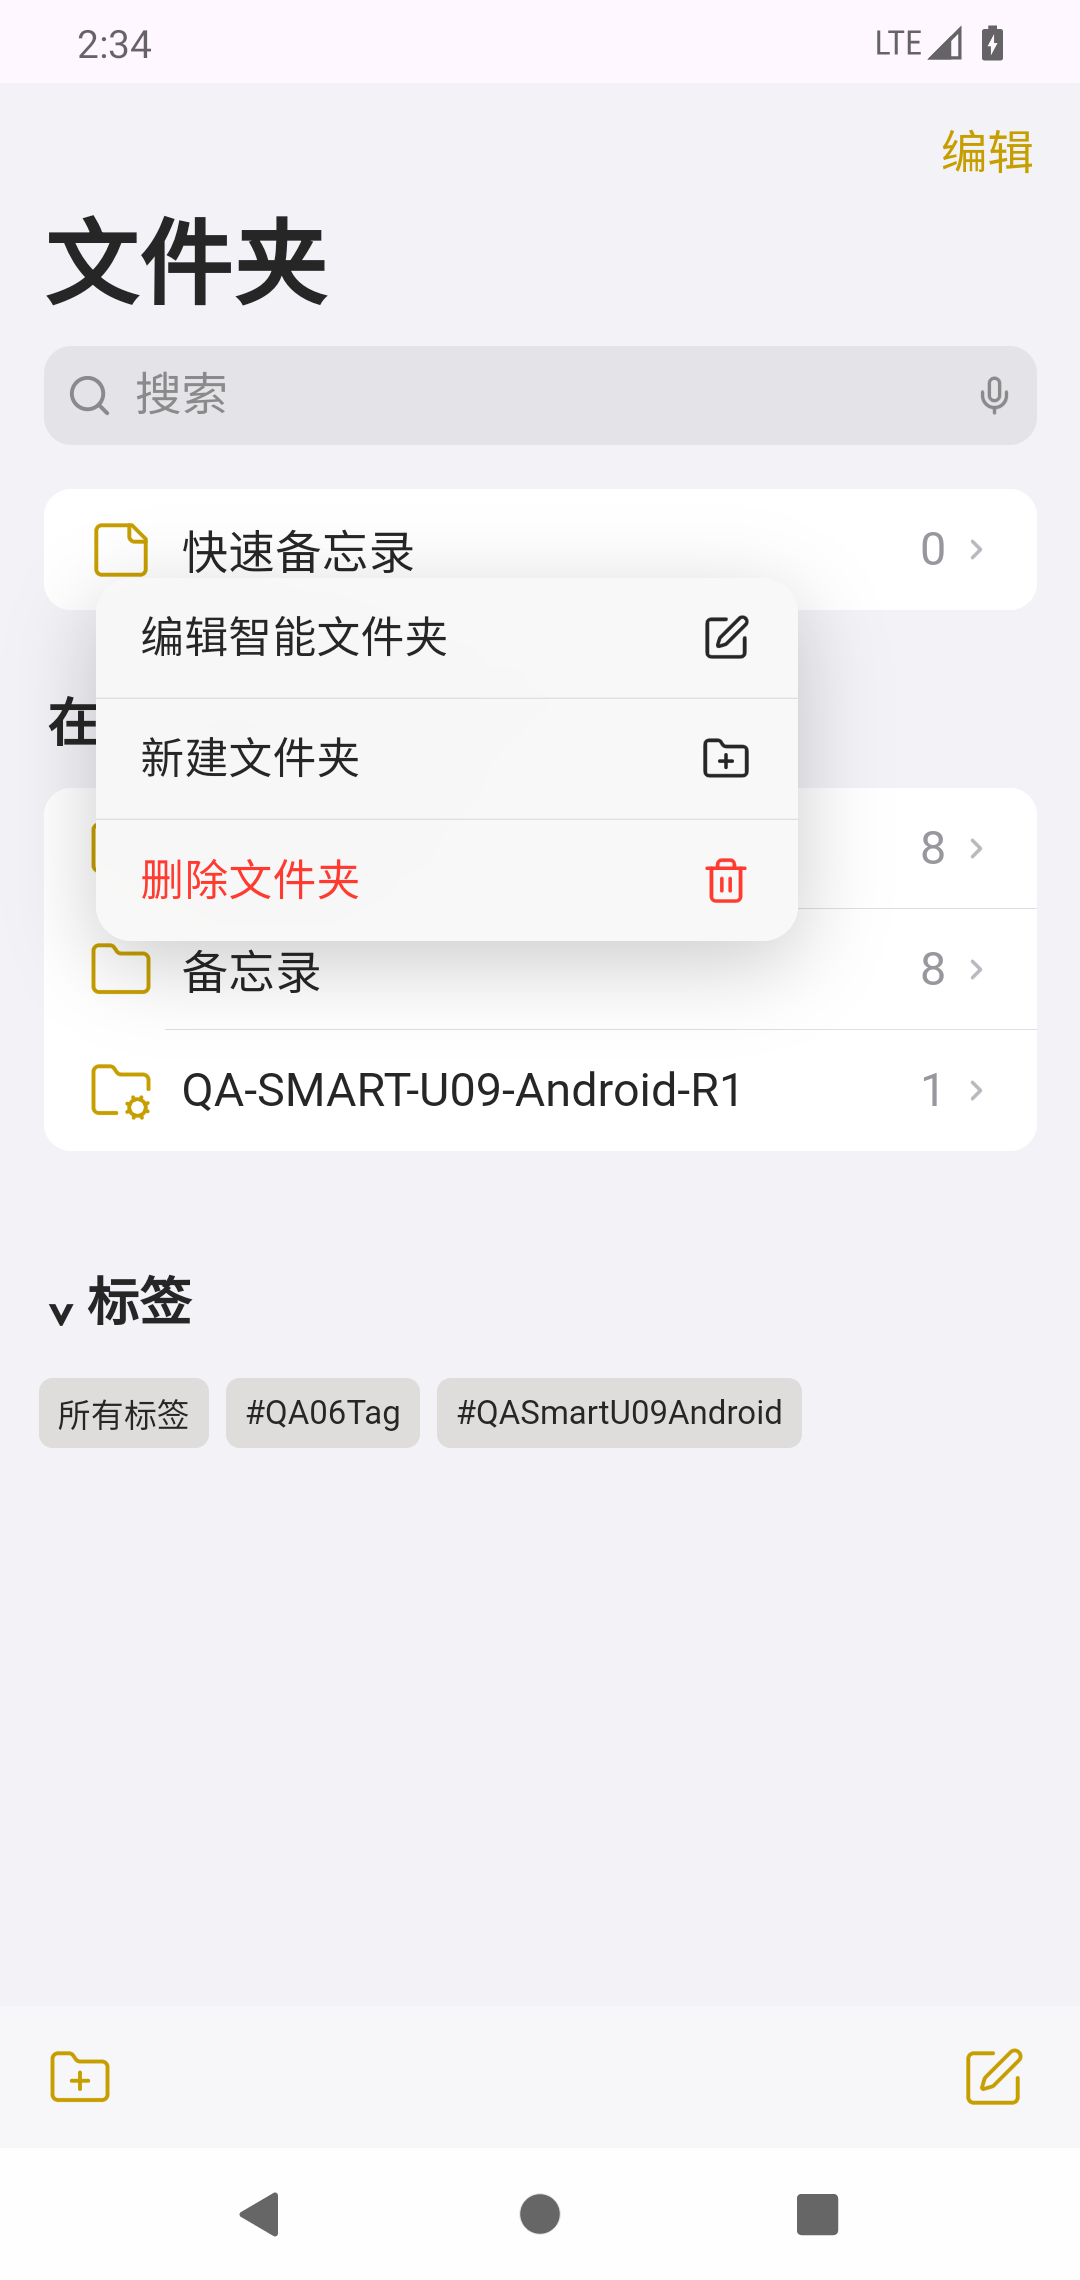 2:34
LTE
编辑
文件夹
搜索
快速备忘录
0
编辑智能文件夹
在
新建文件夹
8
删除文件夹
备忘录
8
QA-SMART-U09-Android-R1
1
标签
所有标签
#QA06Tag
#QASmartU09Android